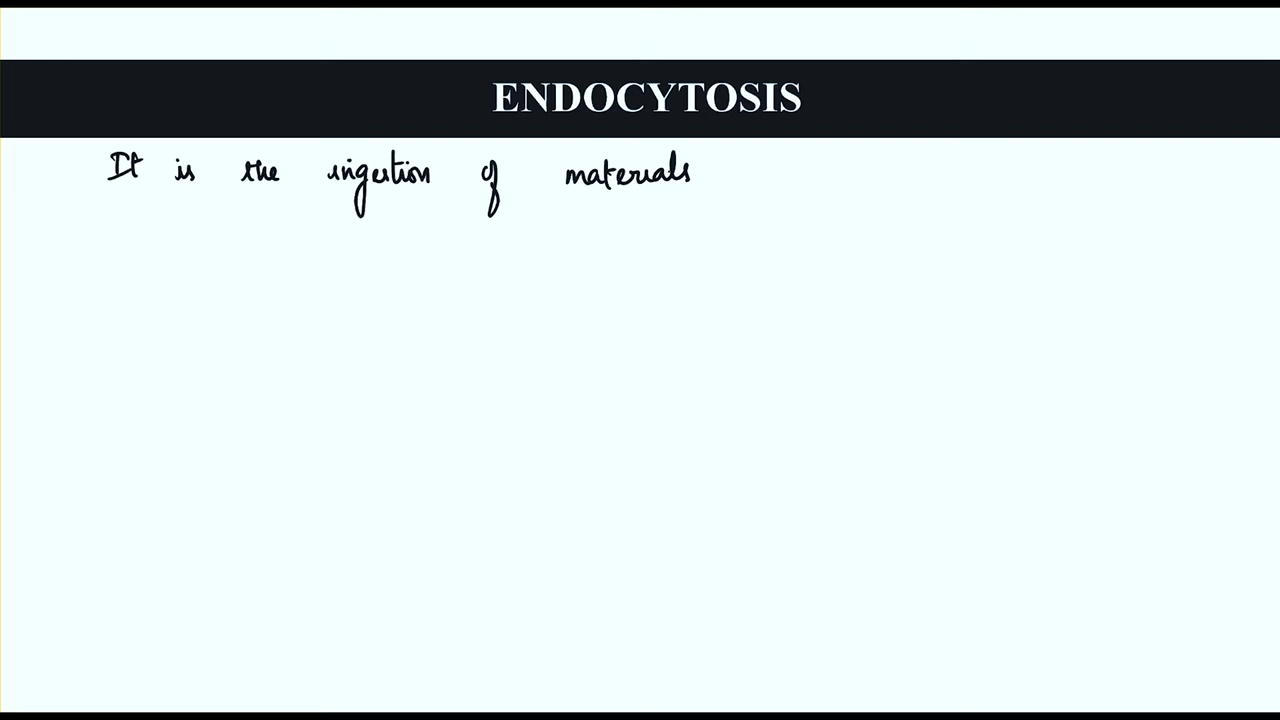 ENDOCYTOSIS
It is the ingestion of materials